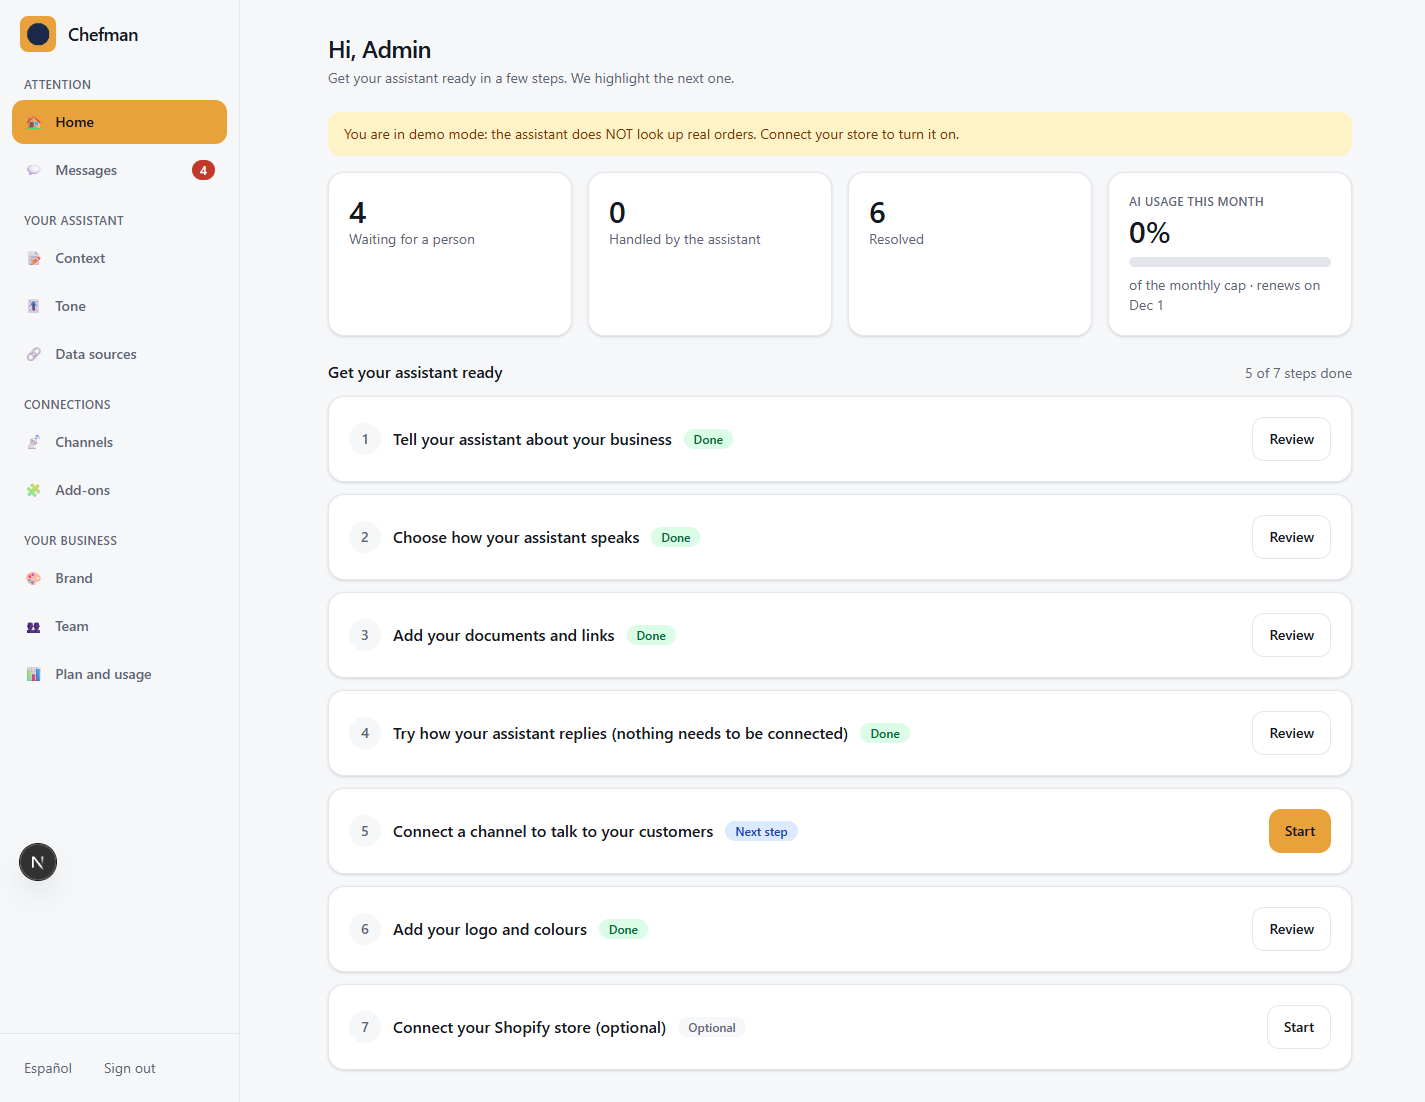 Chefman
ATTENTION
Home
Messages
4
YOUR ASSISTANT
Context
Tone
Data sources
CONNECTIONS
Channels
Add-ons
YOUR BUSINESS
Brand
Team
Plan and usage
N
Español
Sign out
Hi, Admin
Get your assistant ready in a few steps. We highlight the next one.
You are in demo mode: the assistant does NOT look up real orders. Connect your store to turn it on.
4
Waiting for a person
0
Handled by the assistant
6
Resolved
AI USAGE THIS MONTH
0%
of the monthly cap · renews on
Dec 1
Get your assistant ready
5 of 7 steps done
1 Tell your assistant about your business Done Review
2 Choose how your assistant speaks Done Review
3 Add your documents and links Done Review
4 Try how your assistant replies (nothing needs to be connected) Done Review
5 Connect a channel to talk to your customers Next step Start
6 Add your logo and colours Done Review
7 Connect your Shopify store (optional) Optional Start